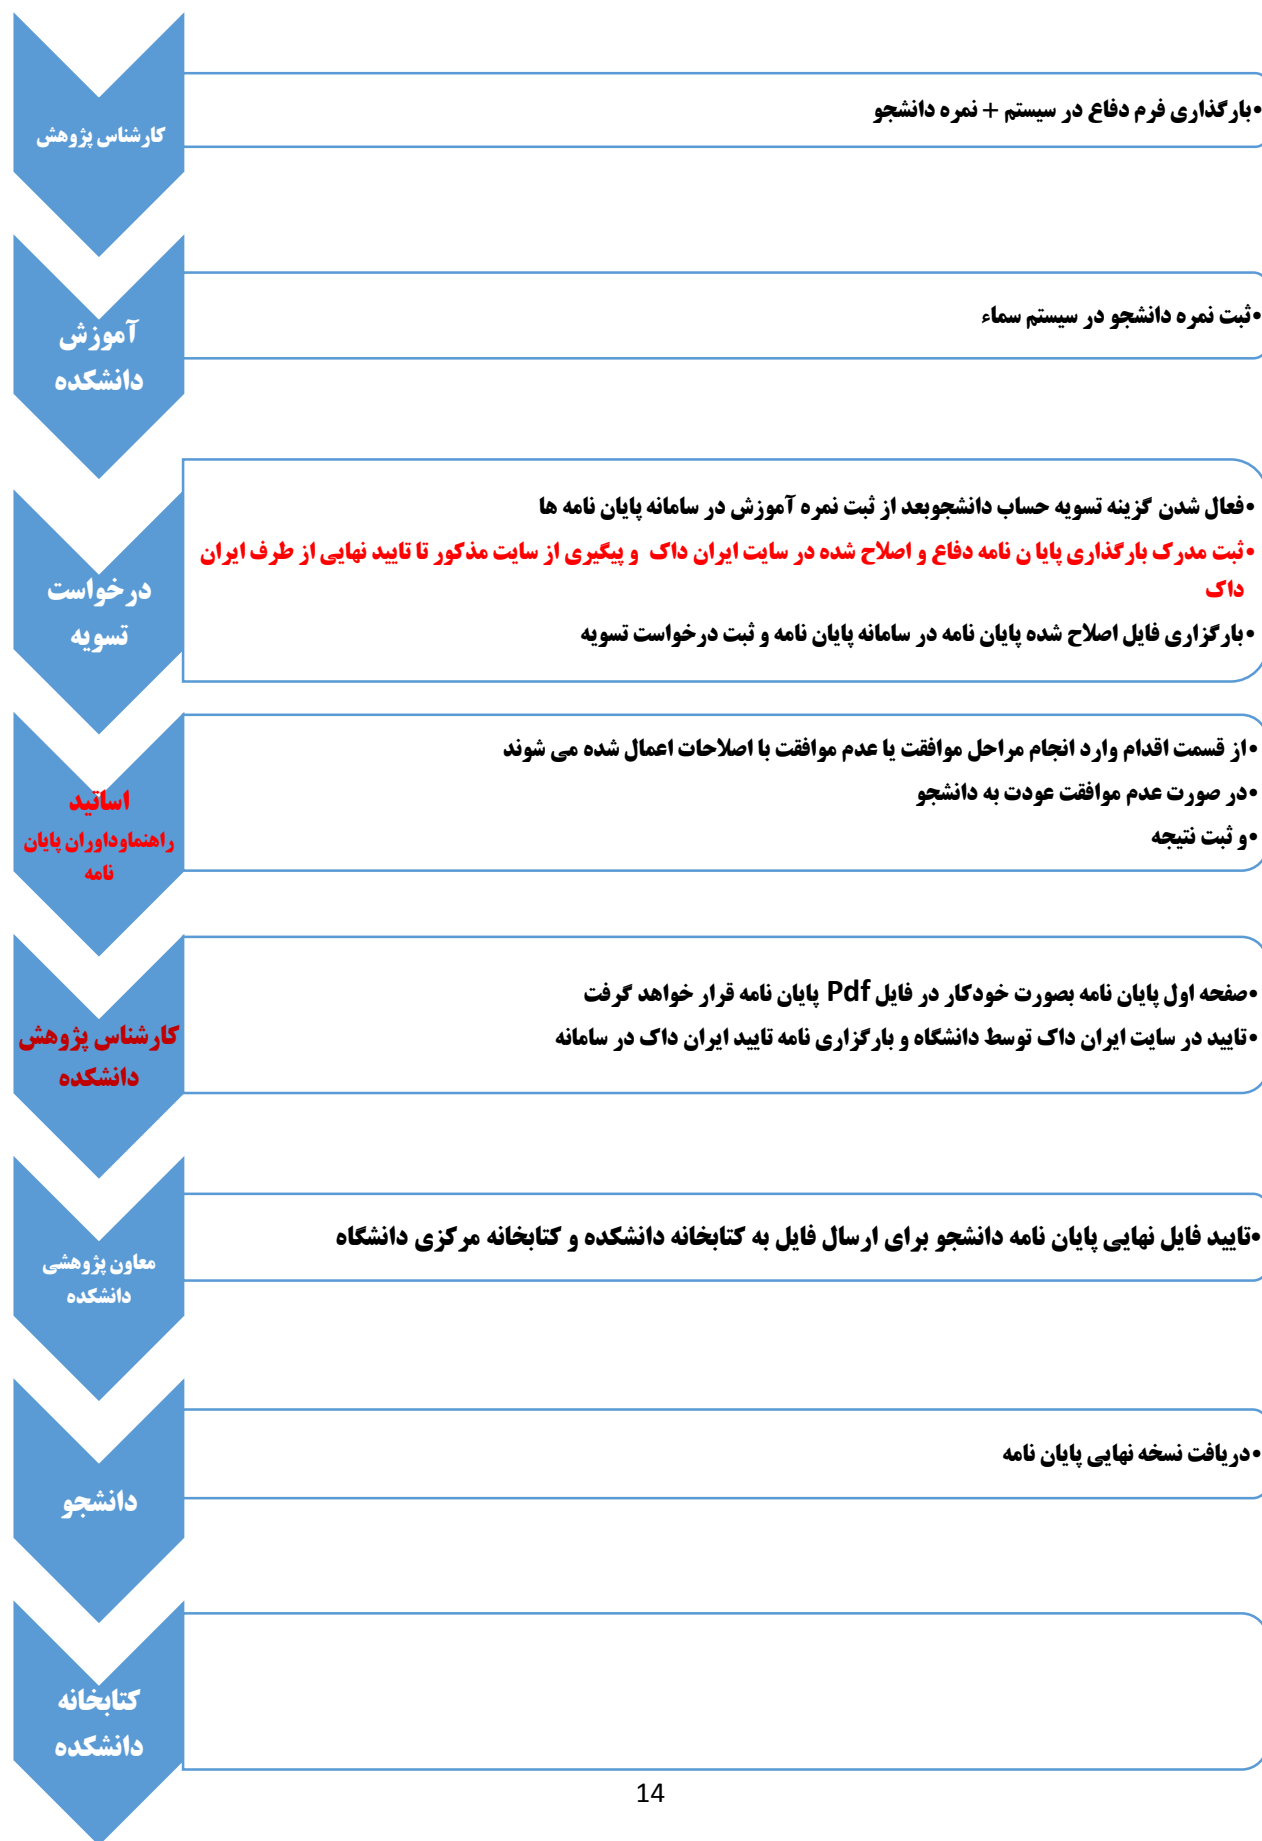 کارشناس پژوهش
•بارگذاری فرم دفاع در سیستم + نمره دانشجو
آموزش
دانشکده
•ثبت نمره دانشجو در سیستم سماء
درخواست
تسویه
•فعال شدن گزینه تسویه حساب دانشجوبعد از ثبت نمره آموزش در سامانه پایان نامه ها
•ثبت مدرک بارگذاری پایا ن نامه دفاع و اصلاح شده در سایت ایران داک و پیگیری از سایت مذکور تا تایید نهایی از طرف ایران
داک
•بارگزاری فایل اصلاح شده پایان نامه در سامانه پایان نامه و ثبت درخواست تسویه
اساتید
راهنماوداوران پایان
نامه
•از قسمت اقدام وارد انجام مراحل موافقت یا عدم موافقت با اصلاحات اعمال شده می شوند
•در صورت عدم موافقت عودت به دانشجو
•و ثبت نتیجه
کارشناس پژوهش
دانشکده
•صفحه اول پایان نامه بصورت خودکار در فایل Pdf پایان نامه قرار خواهد گرفت
•تایید در سایت ایران داک توسط دانشگاه و بارگزاری نامه تایید ایران داک در سامانه
معاون پژوهشی
دانشکده
•تایید فایل نهایی پایان نامه دانشجو برای ارسال فایل به کتابخانه دانشکده و کتابخانه مرکزی دانشگاه
دانشجو
•دریافت نسخه نهایی پایان نامه
کتابخانه
دانشکده
14